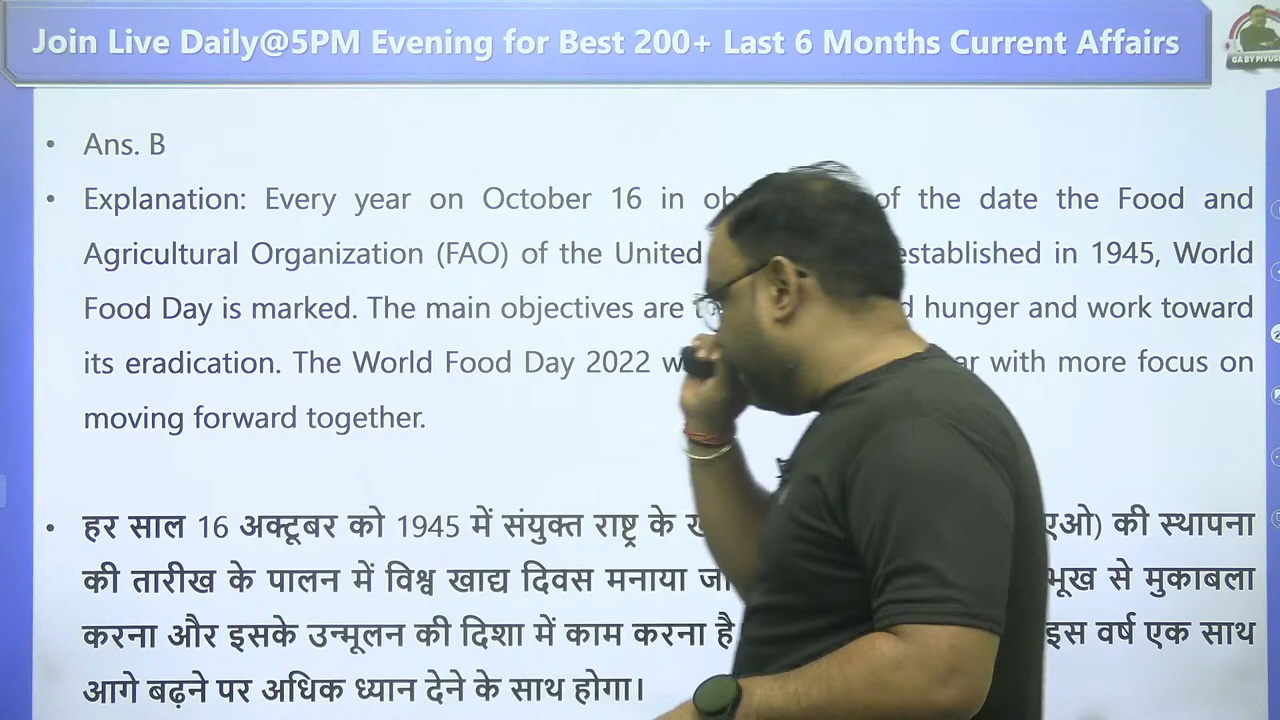 Join Live Daily@5PM Evening for Best 200+ Last 6 Months Current Affairs
GA BY PIYUS
• Ans. B
• Explanation: Every year on October 16 in of the date the Food and
Agricultural Organization (FAO) of the United established in 1945, World
Food Day is marked. The main objectives are hunger and work toward
its eradication. The World Food Day 2022 with more focus on
moving forward together.
• हर साल 16 अक्टूबर को 1945 में संयुक्त राष्ट्र के की स्थापना
की तारीख के पालन में विश्व खाद्य दिवस मनाया भूख से मुकाबला
करना और इसके उन्मूलन की दिशा में काम करना है इस वर्ष एक साथ
आगे बढ़ने पर अधिक ध्यान देने के साथ होगा।